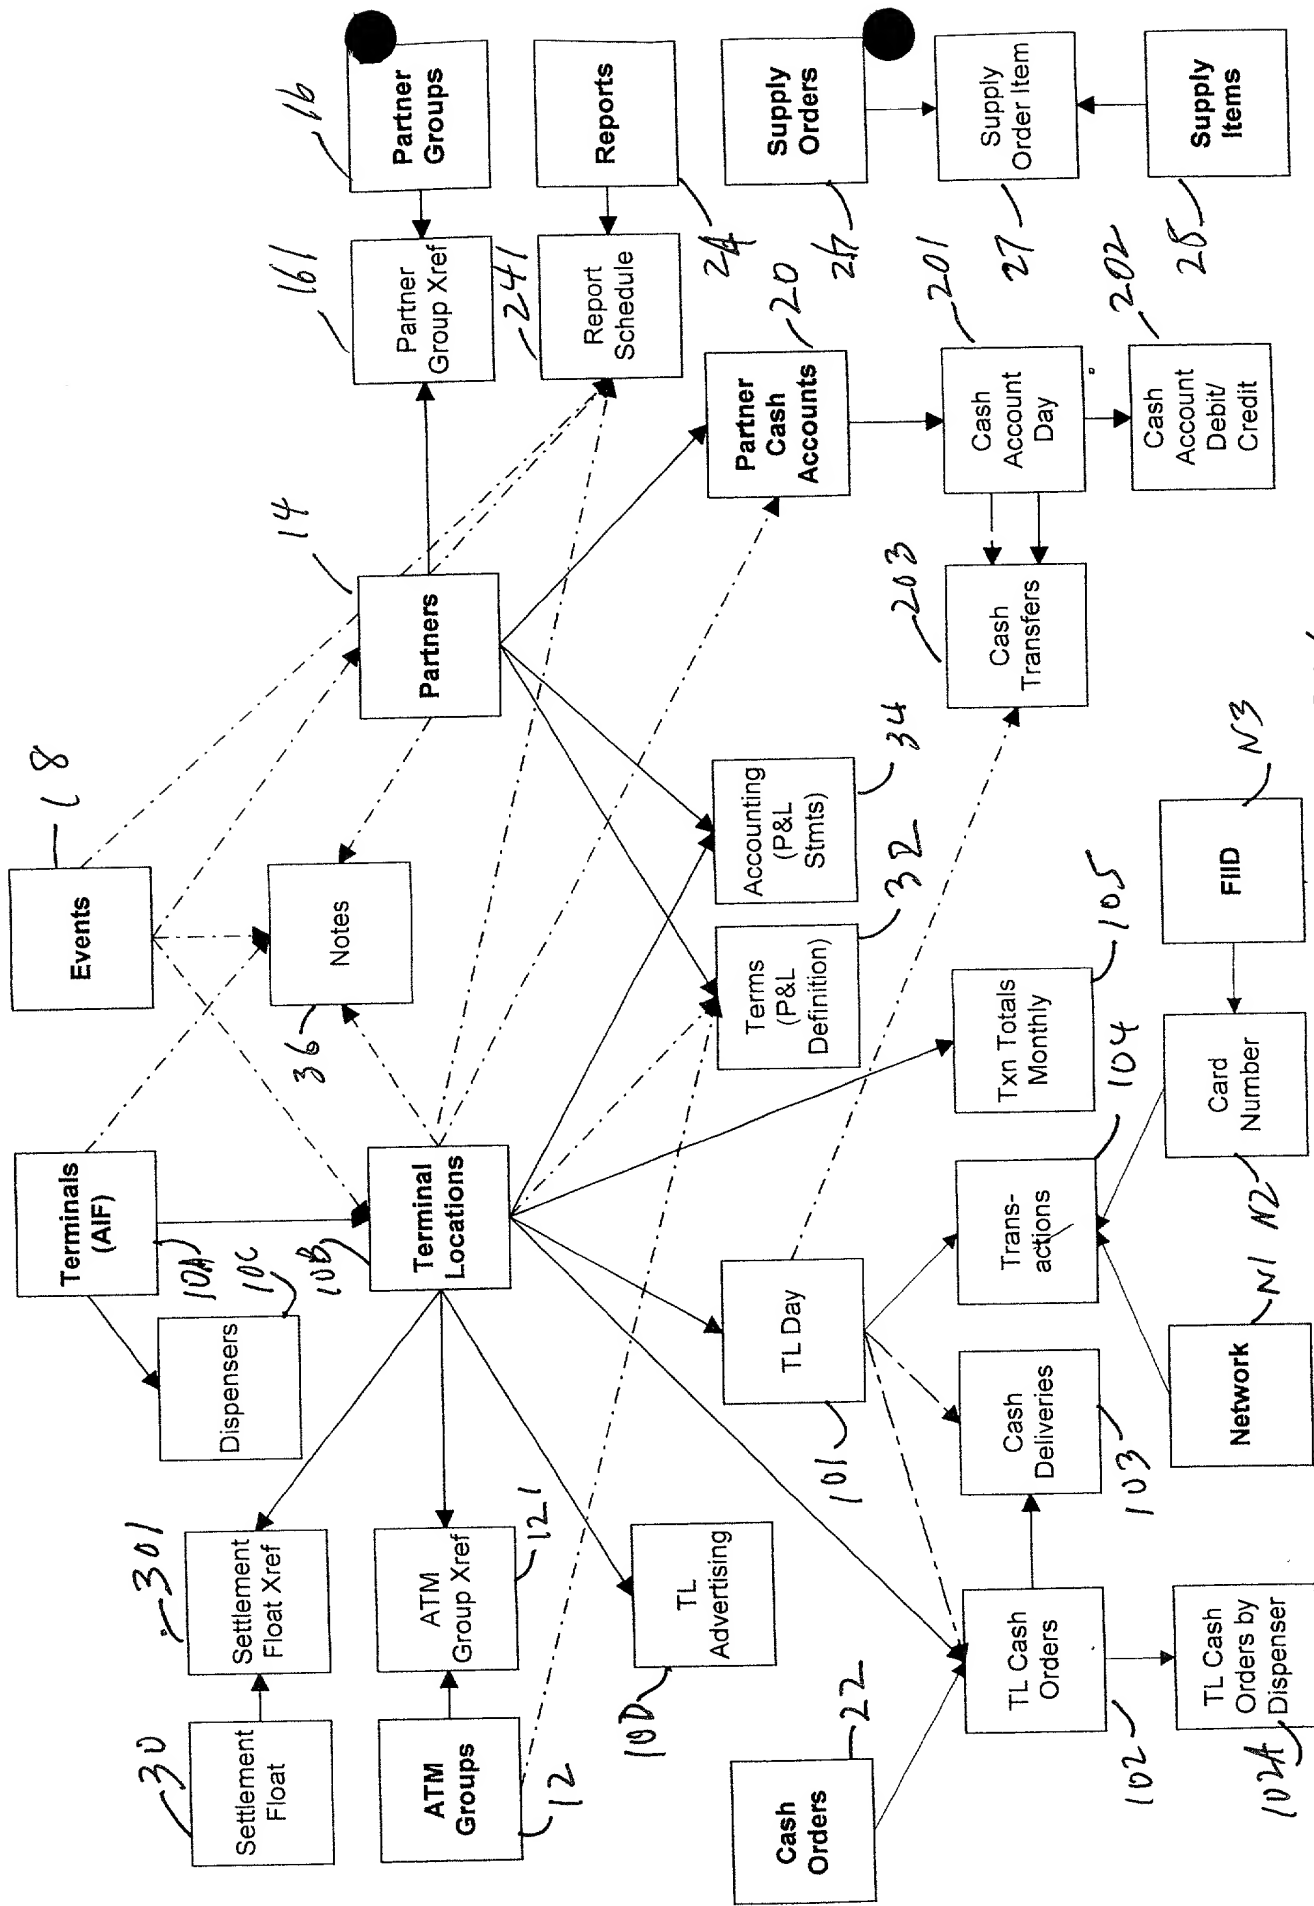 Terminals
(AIF)
10A
Events
18
30
Settlement
Float
301
Settlement
Float Xref
Dispensers
10C
36
Notes
161
16
12
ATM
Groups
121
ATM
Group Xref
10B
Terminal
Locations
14
Partners
Partner
Group Xref
Partner
Groups
241
Report
Schedule
Reports
24
10D
TL
Advertising
22
Cash
Orders
101
TL Day
Terms
(P&L
Definition)
32
Accounting
(P&L
Stmts)
34
Partner
Cash
Accounts
20
Supply
Orders
26
102
TL Cash
Orders
103
Cash
Deliveries
Trans-
actions
104
Txn Totals
Monthly
105
203
Cash
Transfers
Cash
Account
Day
201
Supply
Order Item
27
102A
TL Cash
Orders by
Dispenser
Network
N1
Card
Number
N2
FIID
N3
Cash
Account
Debit/
Credit
202
Supply
Items
28